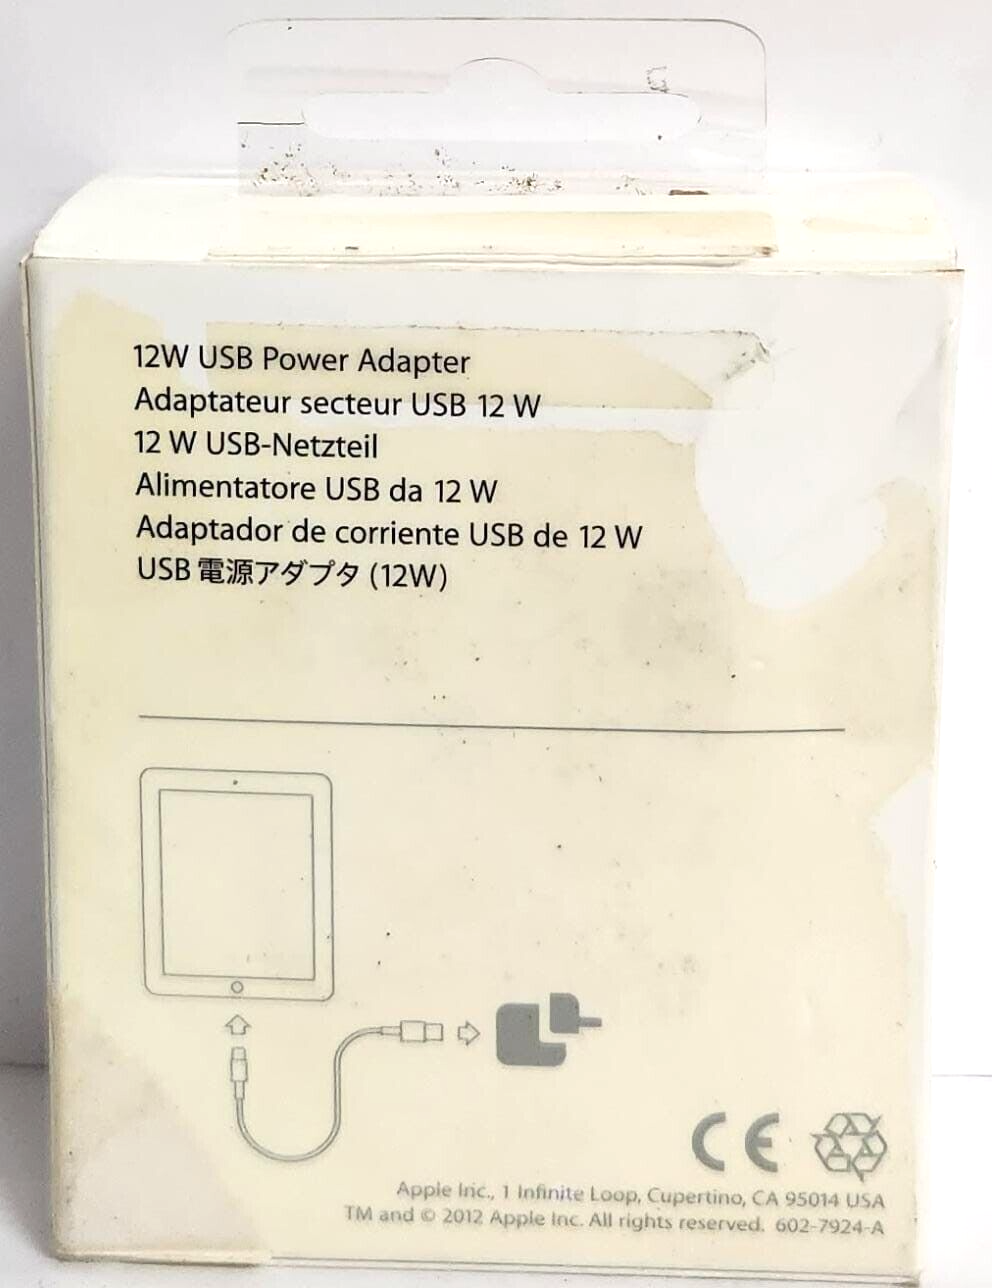 12W USB Power Adapter
Adaptateur secteur USB 12 W
12 W USB-Netzteil
Alimentatore USB da 12 W
Adaptador de corriente USB de 12 W
USB 電源アダプタ (12W)
CE
Apple Inc., 1 Infinite Loop, Cupertino, CA 95014 USA
TM and © 2012 Apple Inc. All rights reserved. 602-7924-A